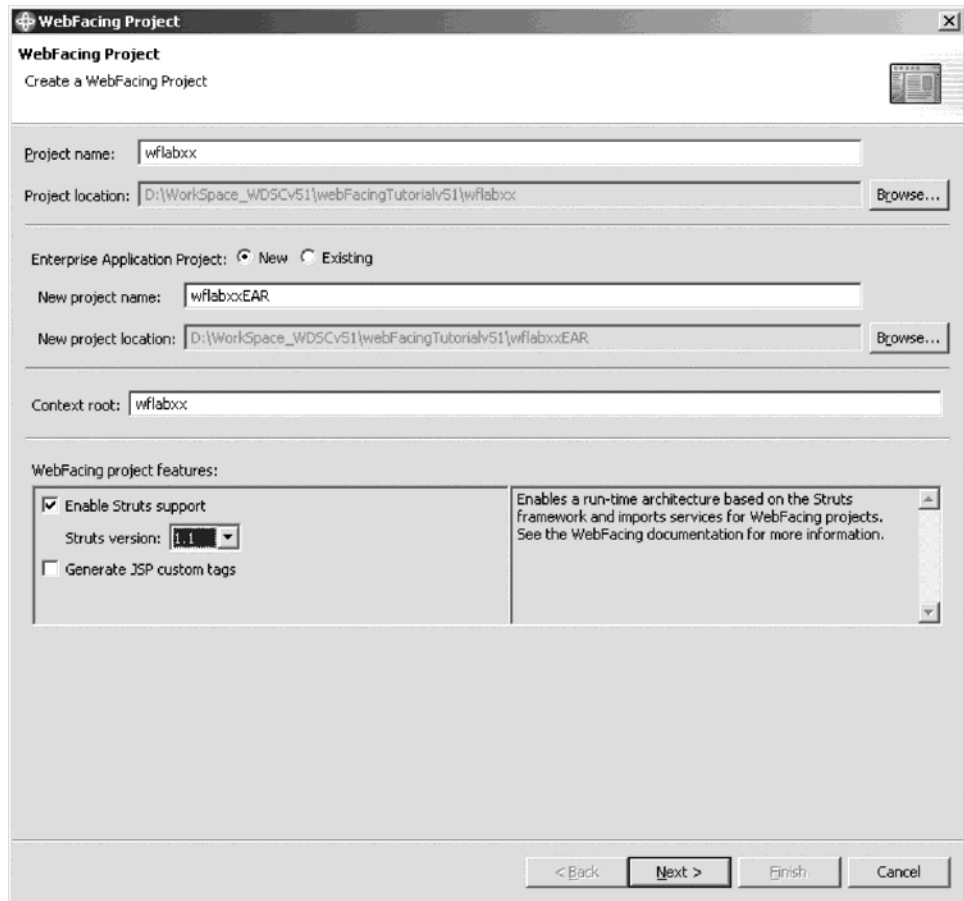 WebFacing Project
WebFacing Project
Create a WebFacing Project
Project name: wflabxx
Project location: D:\WorkSpace_WDSCv51\webFacingTutorialv51\wflabxx Browse...
Enterprise Application Project: New Existing
New project name: wflabxxEAR
New project location: D:\WorkSpace_WDSCv51\webFacingTutorialv51\wflabxxEAR Browse...
Context root: wflabxx
WebFacing project features:
Enable Struts support
Struts version: 1.1
Generate JSP custom tags
Enables a run-time architecture based on the Struts
framework and imports services for WebFacing projects.
See the WebFacing documentation for more information.
< Back Next > Finish Cancel